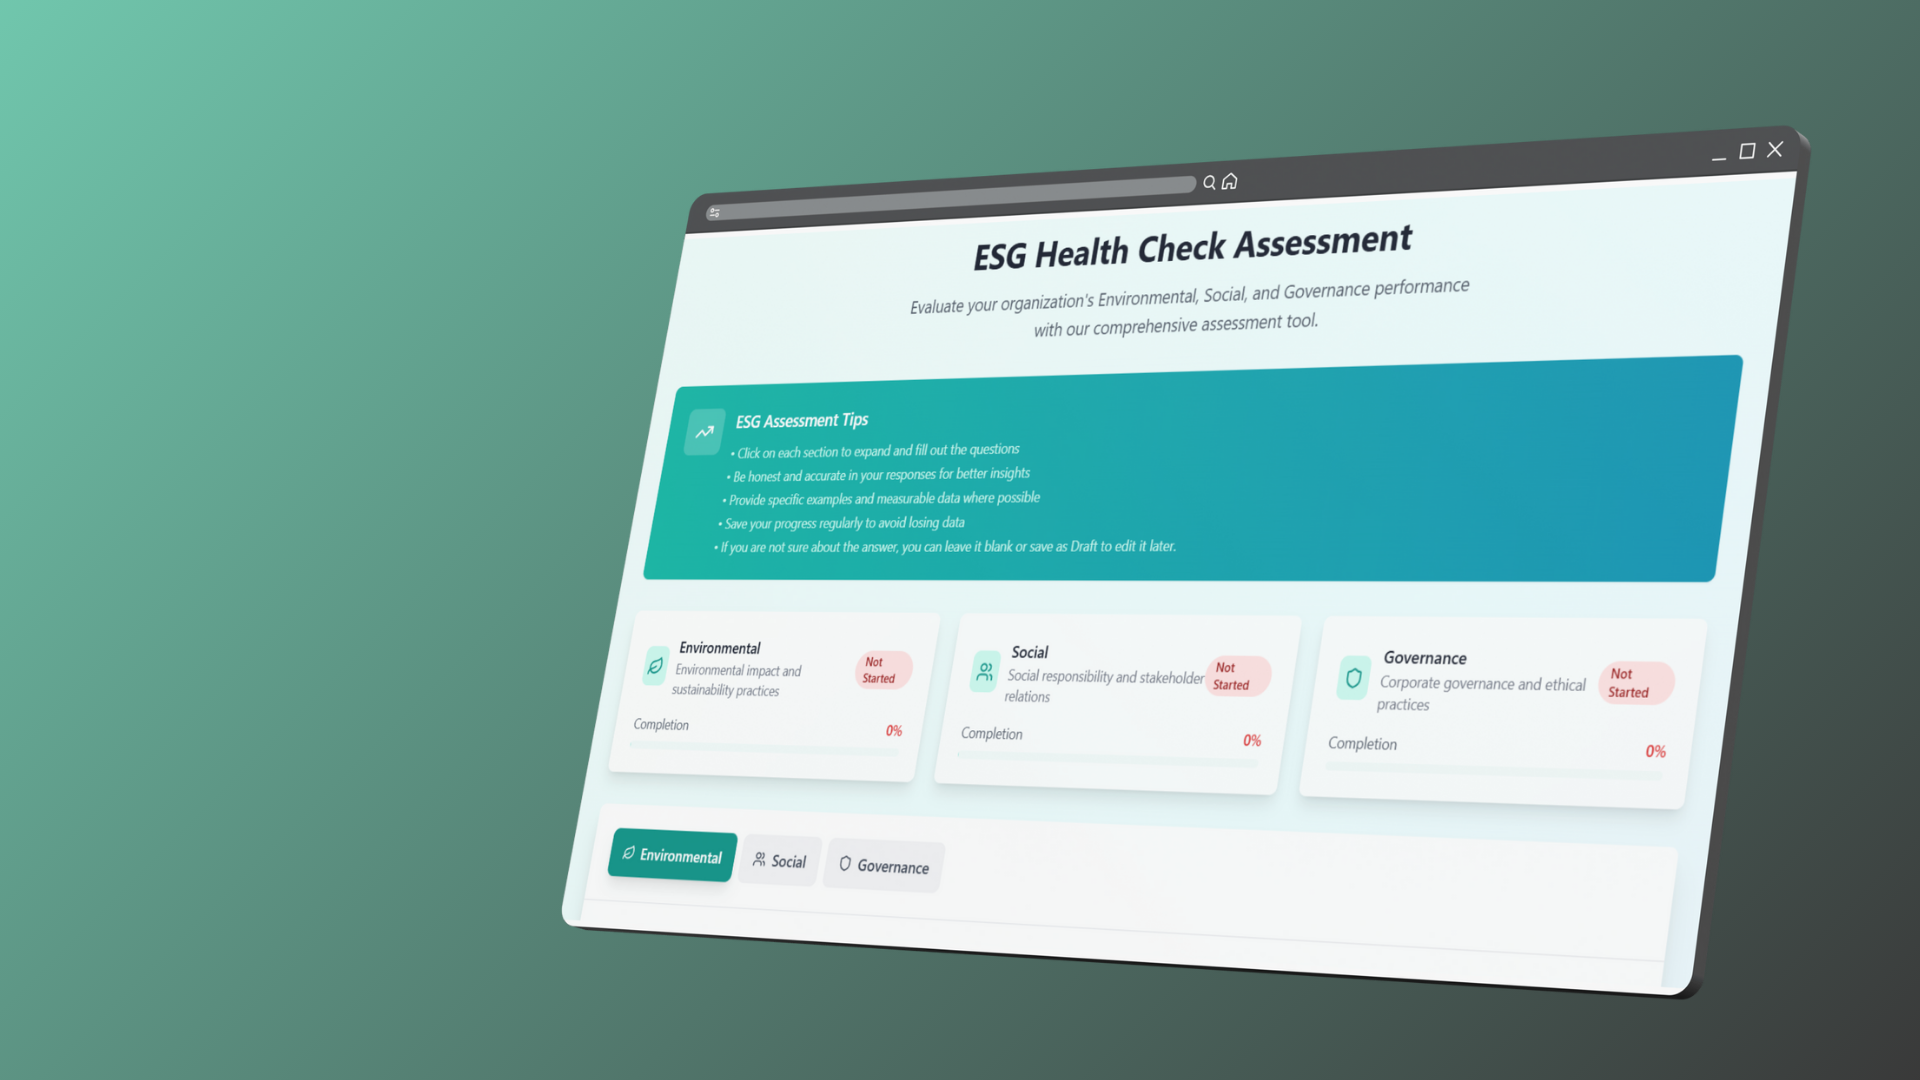 ESG Health Check Assessment
Evaluate your organization's Environmental, Social, and Governance performance
with our comprehensive assessment tool.
ESG Assessment Tips
• Click on each section to expand and fill out the questions
• Be honest and accurate in your responses for better insights
• Provide specific examples and measurable data where possible
• Save your progress regularly to avoid losing data
• If you are not sure about the answer, you can leave it blank or save as Draft to edit it later.
Environmental
Environmental impact and
sustainability practices
Not
Started
Completion
0%
Social
Social responsibility and stakeholder
relations
Not
Started
Completion
0%
Governance
Corporate governance and ethical
practices
Not
Started
Completion
0%
Environmental
Social
Governance